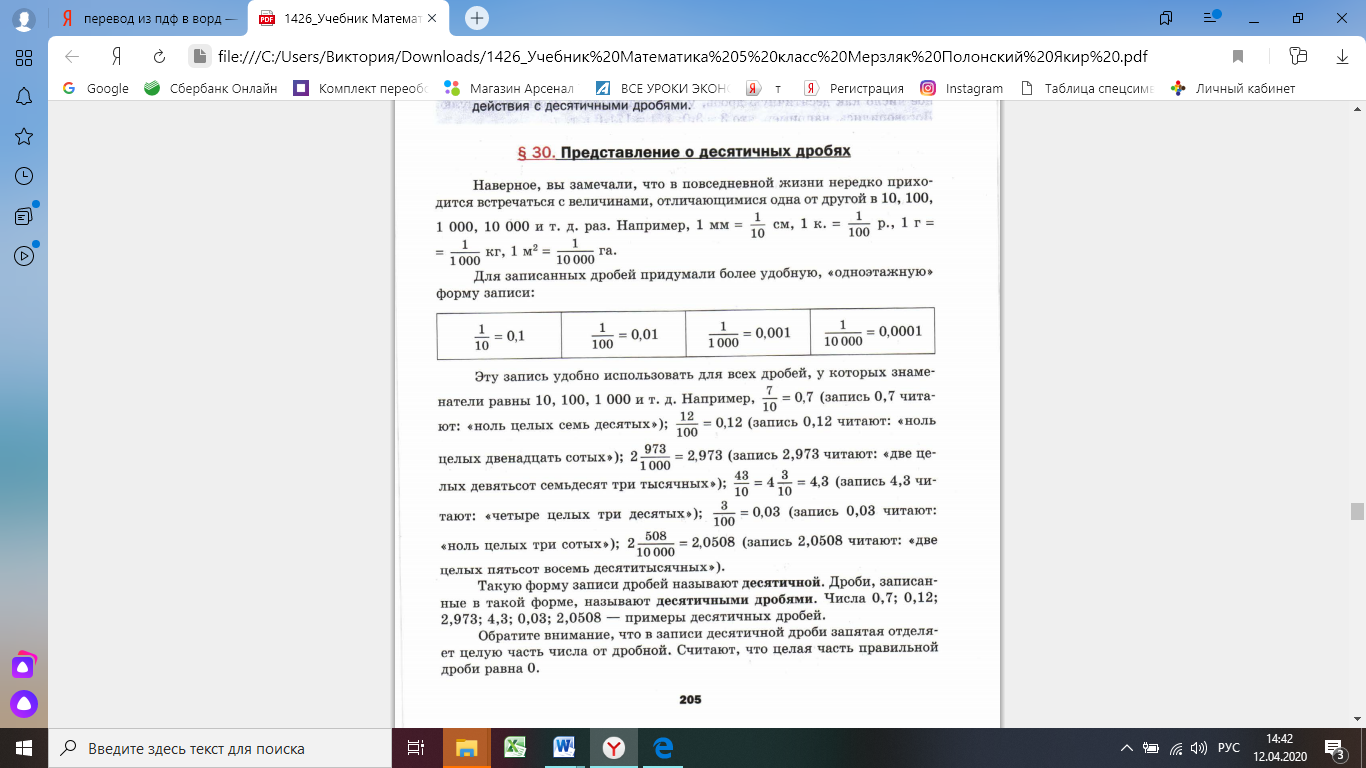 перевод из пдф в ворд —
1426_Учебник Математ
file:///C:/Users/Виктория/Downloads/1426_Учебник%20Математика%205%20класс%20Мерзляк%20Полонский%20Якир%20.pdf
Google Сбербанк Онлайн Комплект переоб Магазин Арсенал ВСЕ УРОКИ ЭКОН т Регистрация Instagram Таблица спецсимв Личный кабинет
действия с десятичными дробями.
§ 30. Представление о десятичных дробях
Наверное, вы замечали, что в повседневной жизни нередко прихо-
дится встречаться с величинами, отличающимися одна от другой в 10, 100,
1 000, 10 000 и т. д. раз. Например, 1 мм = 1/10 см, 1 к. = 1/100 р., 1 г =
= 1/1 000 кг, 1 м² = 1/10 000 га.
Для записанных дробей придумали более удобную, «одноэтажную»
форму записи:
1/10 = 0,1 1/100 = 0,01 1/1 000 = 0,001 1/10 000 = 0,0001
Эту запись удобно использовать для всех дробей, у которых знаме-
натели равны 10, 100, 1 000 и т. д. Например, 7/10 = 0,7 (запись 0,7 чита-
ют: «ноль целых семь десятых»); 12/100 = 0,12 (запись 0,12 читают: «ноль
целых двенадцать сотых»); 2 973/1 000 = 2,973 (запись 2,973 читают: «две це-
лых девятьсот семьдесят три тысячных»); 43/10 = 4 3/10 = 4,3 (запись 4,3 чи-
тают: «четыре целых три десятых»); 3/100 = 0,03 (запись 0,03 читают:
«ноль целых три сотых»); 2 508/10 000 = 2,0508 (запись 2,0508 читают: «две
целых пятьсот восемь десятитысячных»).
Такую форму записи дробей называют десятичной. Дроби, записан-
ные в такой форме, называют десятичными дробями. Числа 0,7; 0,12;
2,973; 4,3; 0,03; 2,0508 — примеры десятичных дробей.
Обратите внимание, что в записи десятичной дроби запятая отделя-
ет целую часть числа от дробной. Считают, что целая часть правильной
дроби равна 0.
205
Введите здесь текст для поиска
РУС
14:42
12.04.2020
3